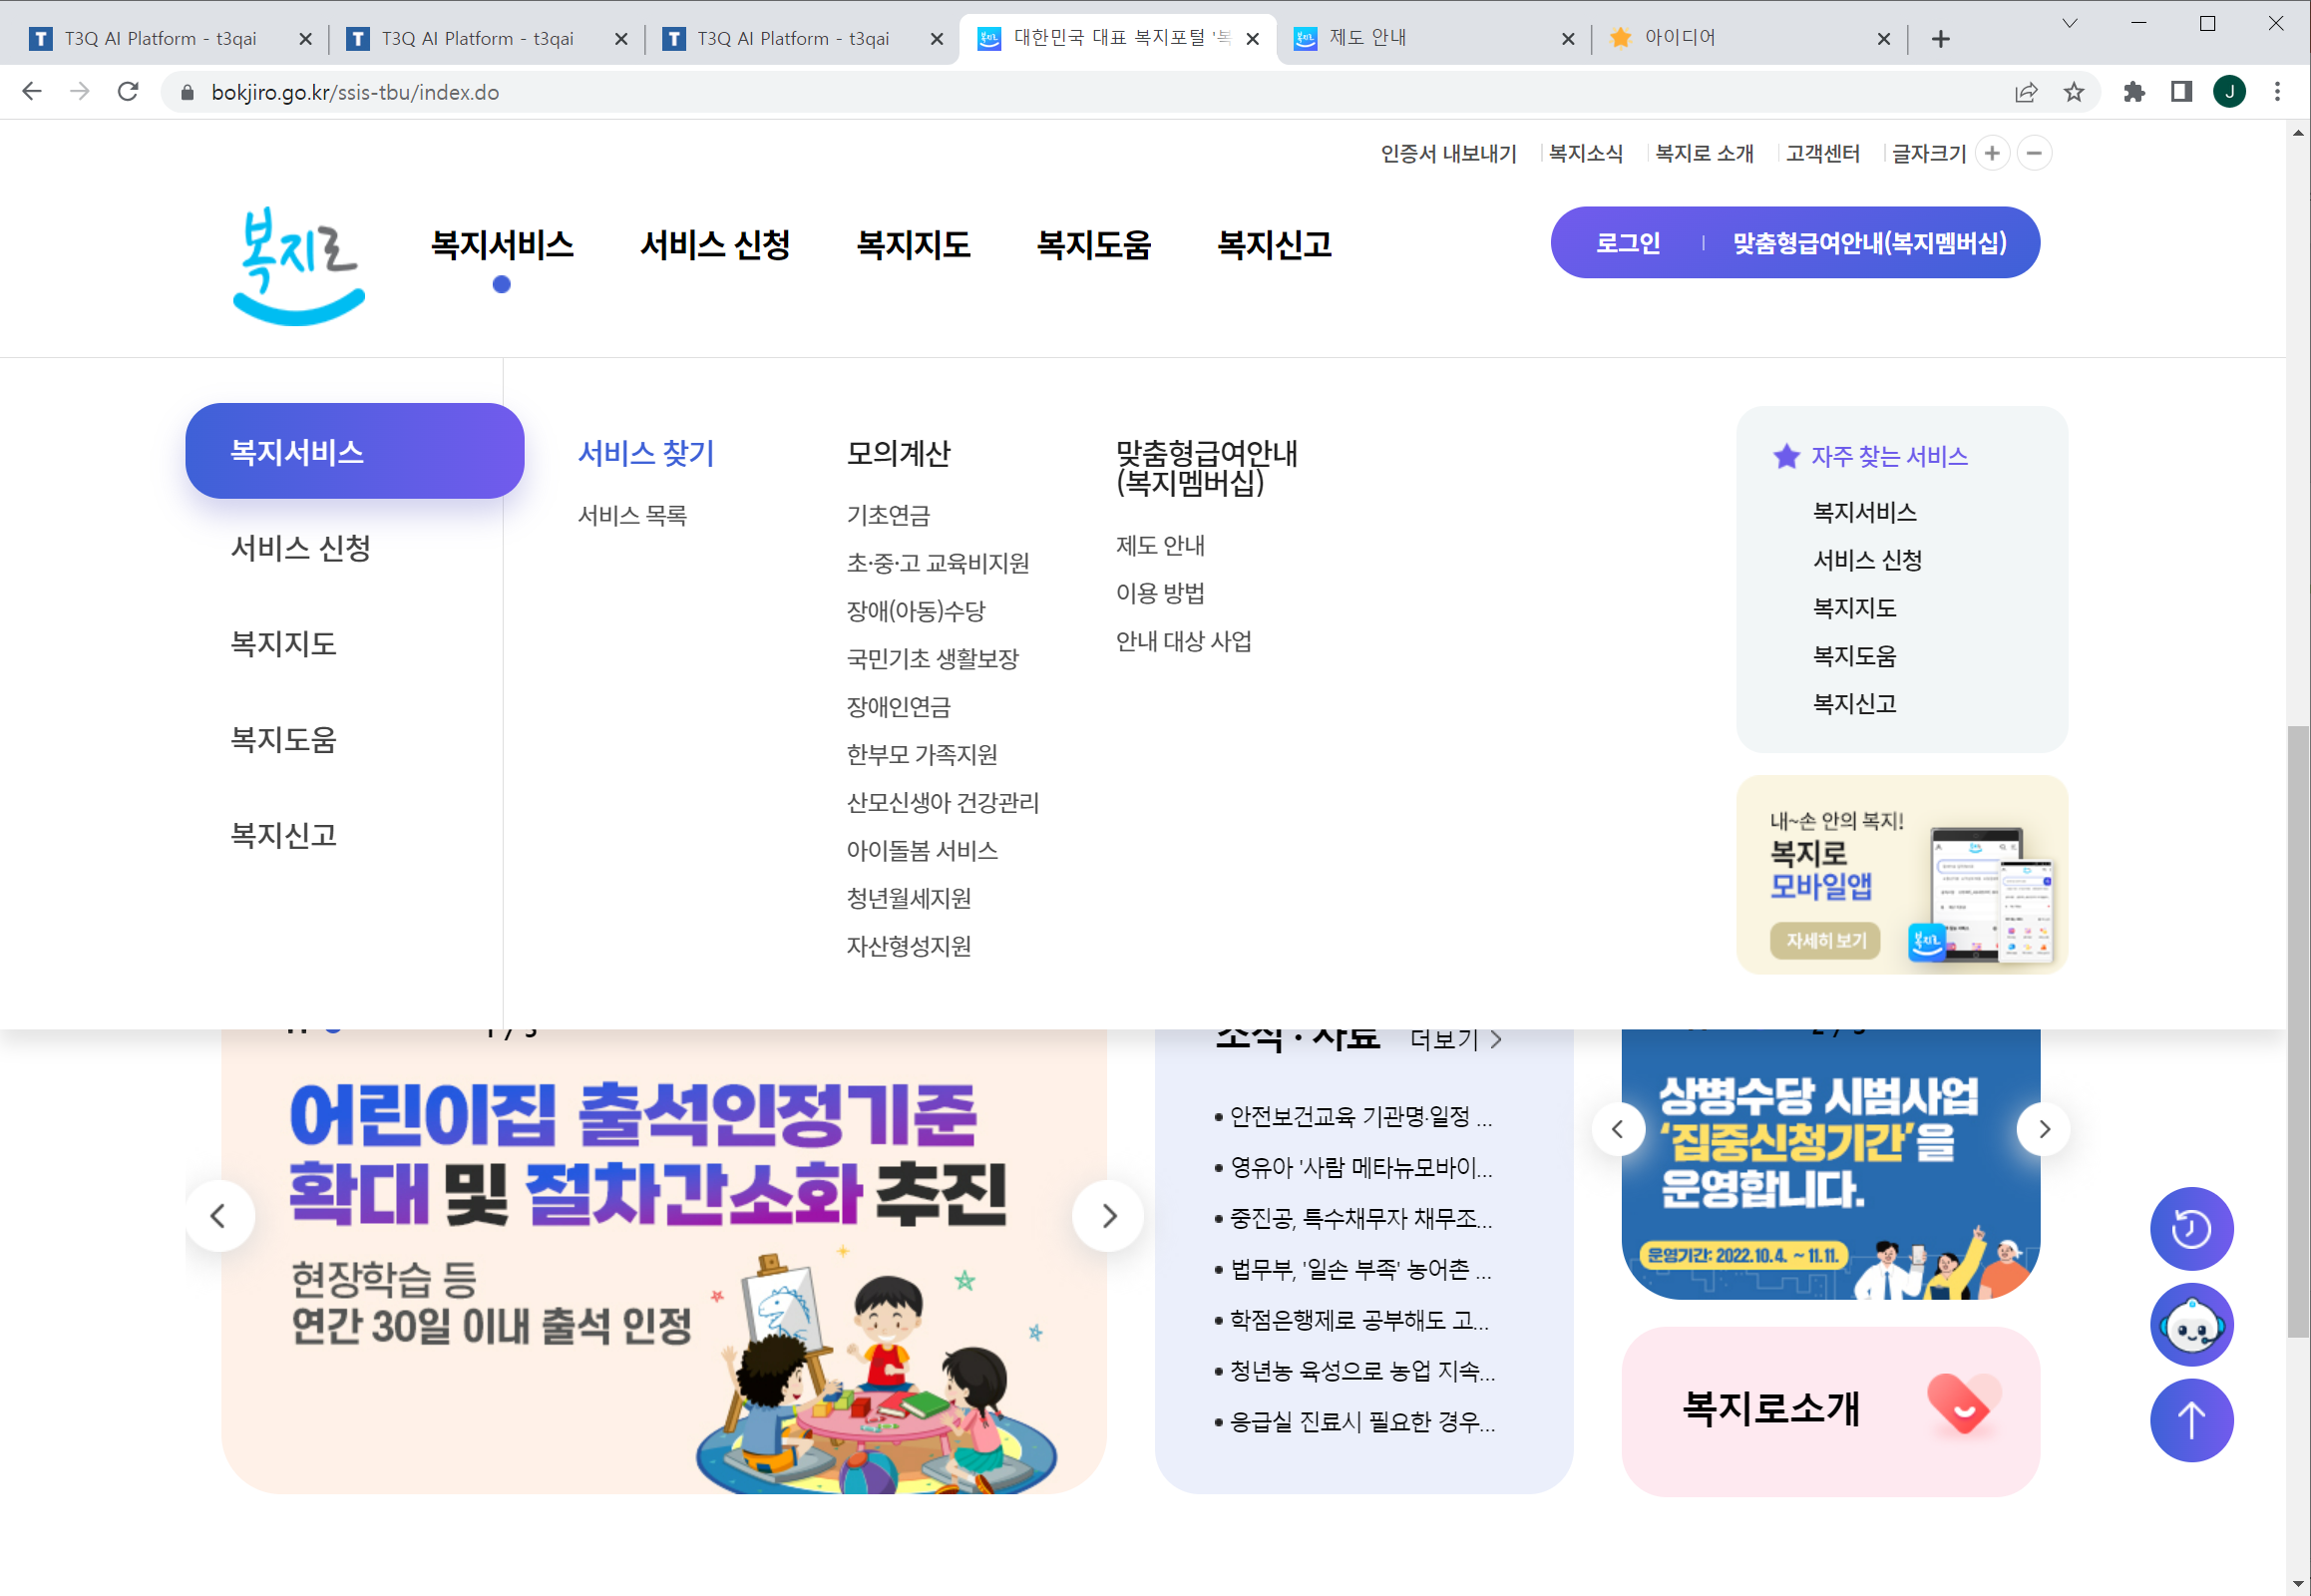 T3Q AI Platform - t3qai
T3Q AI Platform - t3qai
T3Q AI Platform - t3qai
대한민국 대표 복지포털 '복
제도 안내
아이디어
bokjiro.go.kr/ssis-tbu/index.do
J
인증서 내보내기
복지소식
복지로 소개
고객센터
글자크기
복지로
복지서비스
서비스 신청
복지지도
복지도움
복지신고
로그인
맞춤형급여안내(복지멤버십)
복지서비스
서비스 신청
복지지도
복지도움
복지신고
서비스 찾기
서비스 목록
모의계산
기초연금
초·중·고 교육비지원
장애(아동)수당
국민기초 생활보장
장애인연금
한부모 가족지원
산모신생아 건강관리
아이돌봄 서비스
청년월세지원
자산형성지원
맞춤형급여안내
(복지멤버십)
제도 안내
이용 방법
안내 대상 사업
자주 찾는 서비스
복지서비스
서비스 신청
복지지도
복지도움
복지신고
내~손 안의 복지!
복지로
모바일앱
자세히 보기
복지로
어린이집 출석인정기준
확대 및 절차간소화 추진
현장학습 등
연간 30일 이내 출석 인정
소식·자료
더보기
안전보건교육 기관명·일정 ...
영유아 '사람 메타뉴모바이...
중진공, 특수채무자 채무조...
법무부, '일손 부족' 농어촌 ...
학점은행제로 공부해도 고...
청년농 육성으로 농업 지속...
응급실 진료시 필요한 경우...
상병수당 시범사업
'집중신청기간'을
운영합니다.
운영기간: 2022.10.4. ~ 11.11.
복지로소개